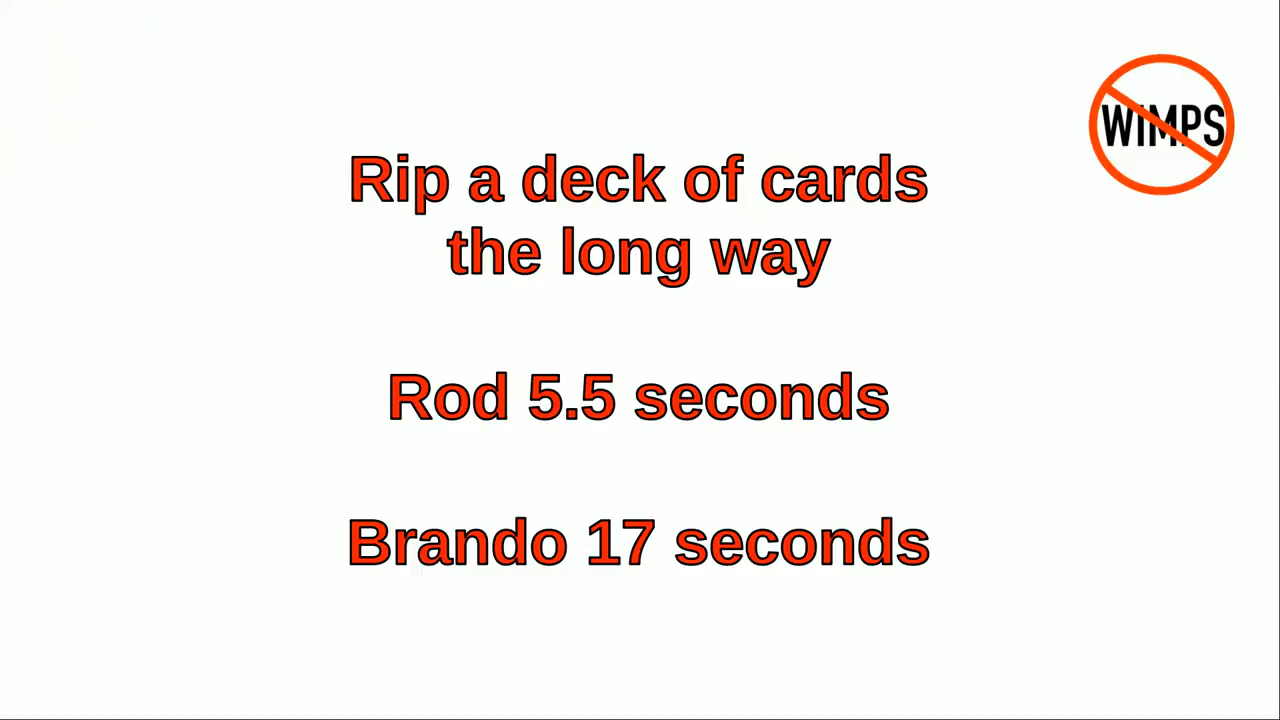 WIMPS
Rip a deck of cards
the long way
Rod 5.5 seconds
Brando 17 seconds